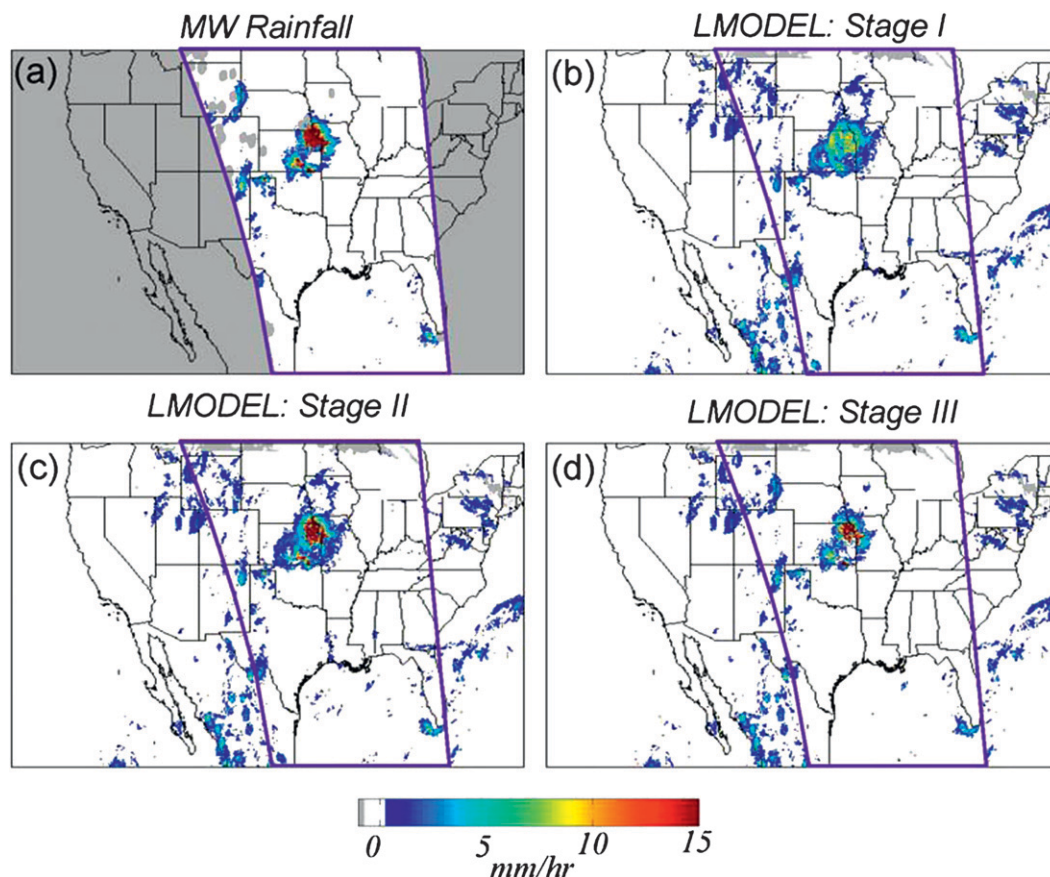 MW Rainfall
LMODEL: Stage I
(a)
(b)
LMODEL: Stage II
LMODEL: Stage III
(c)
(d)
0 5 10 15
mm/hr